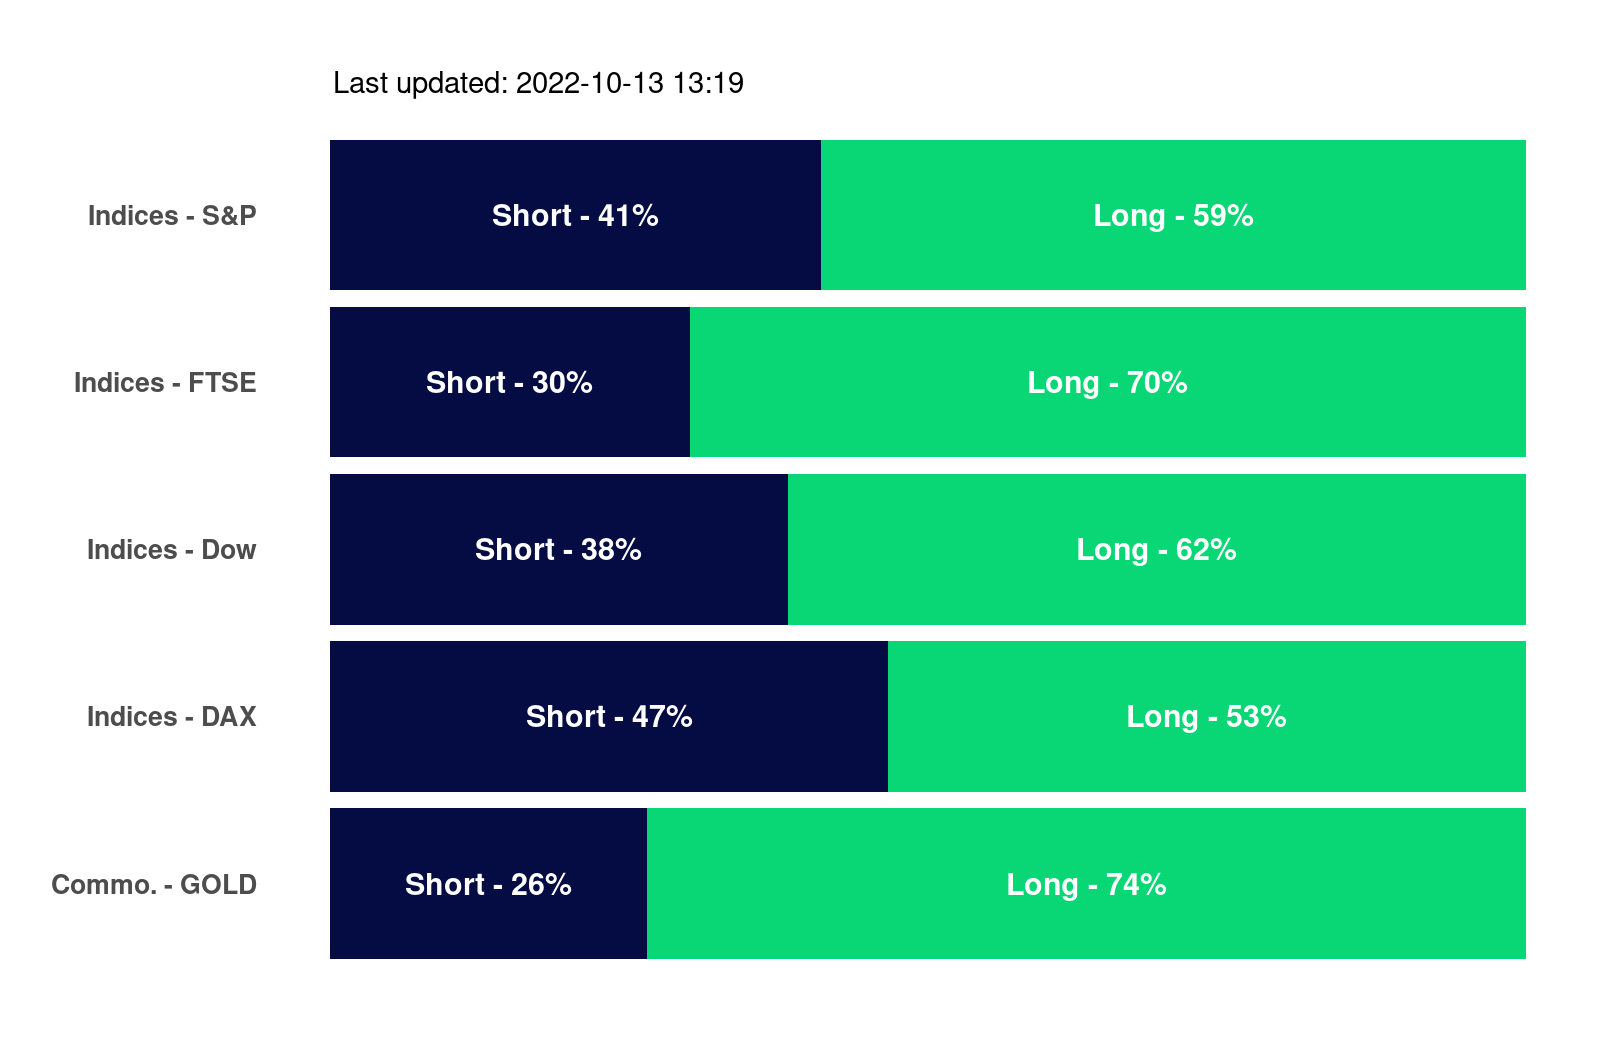 Last updated: 2022-10-13 13:19
Indices - S&P Short - 41% Long - 59%
Indices - FTSE Short - 30% Long - 70%
Indices - Dow Short - 38% Long - 62%
Indices - DAX Short - 47% Long - 53%
Commo. - GOLD Short - 26% Long - 74%